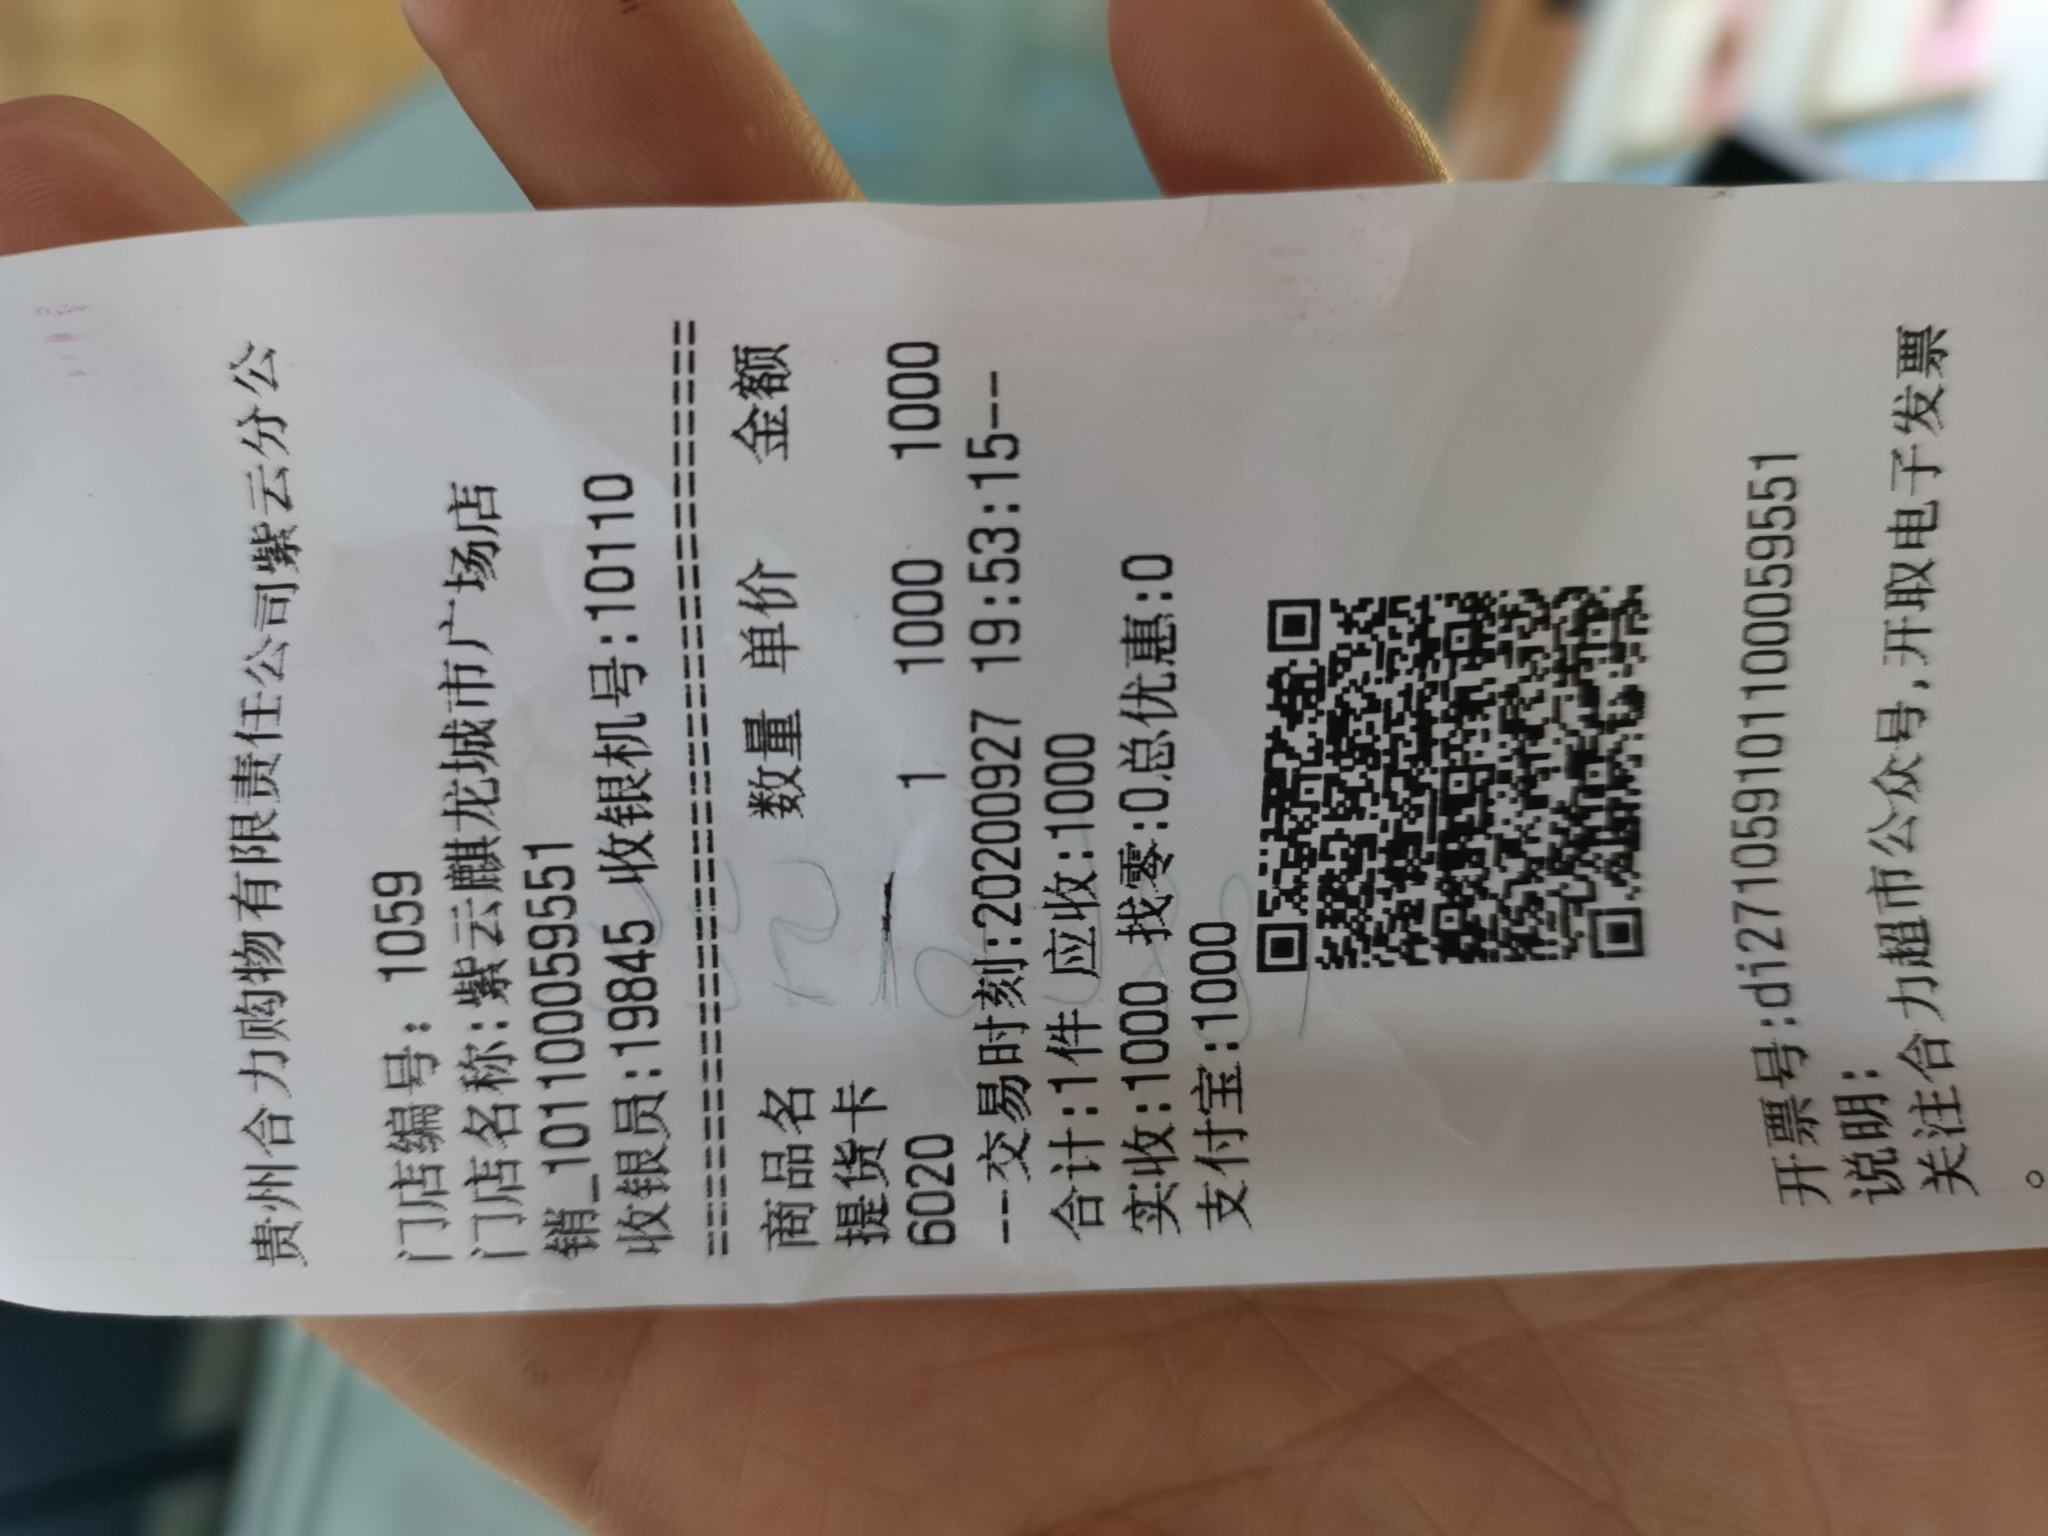 贵州合力购物有限责任公司紫云分公
门店编号: 1059
门店名称:紫云麒龙城市广场店
销_101100059551
收银员:19845 收银机号:10110
================================
商品名 数量 单价 金额
提货卡
6020 1 1000 1000
---交易时刻:20200927 19:53:15--
合计:1件 应收:1000
实收:1000 找零:0总优惠:0
支付宝:1000
开票号:di27105910110005 9551
说明:
关注合力超市公众号,开取电子发票
。